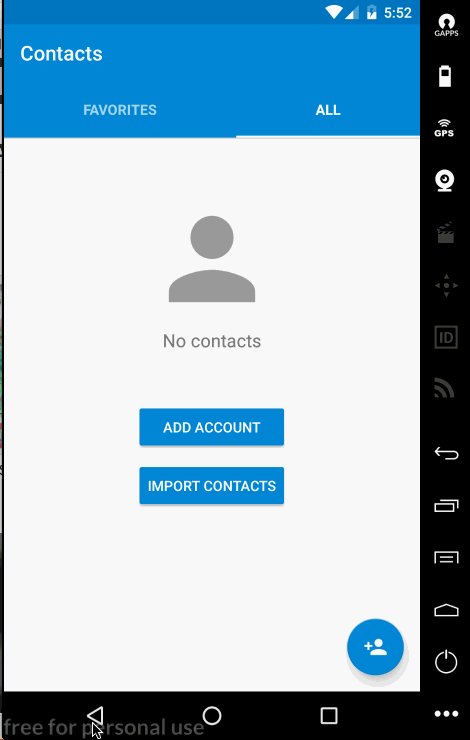 5:52
GAPPS
Contacts
FAVORITES
ALL
GPS
No contacts
ID
ADD ACCOUNT
IMPORT CONTACTS
free for personal use